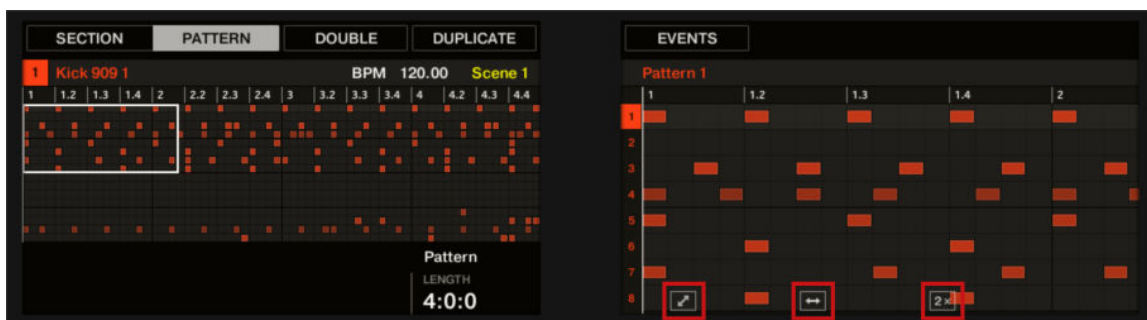 SECTION PATTERN DOUBLE DUPLICATE
1 Kick 909 1 BPM 120.00 Scene 1
1 1.2 1.3 1.4 2 2.2 2.3 2.4 3 3.2 3.3 3.4 4 4.2 4.3 4.4
Pattern
LENGTH
4:0:0
EVENTS
Pattern 1
1 1.2 1.3 1.4 2
1
2
3
4
5
6
7
8 2×